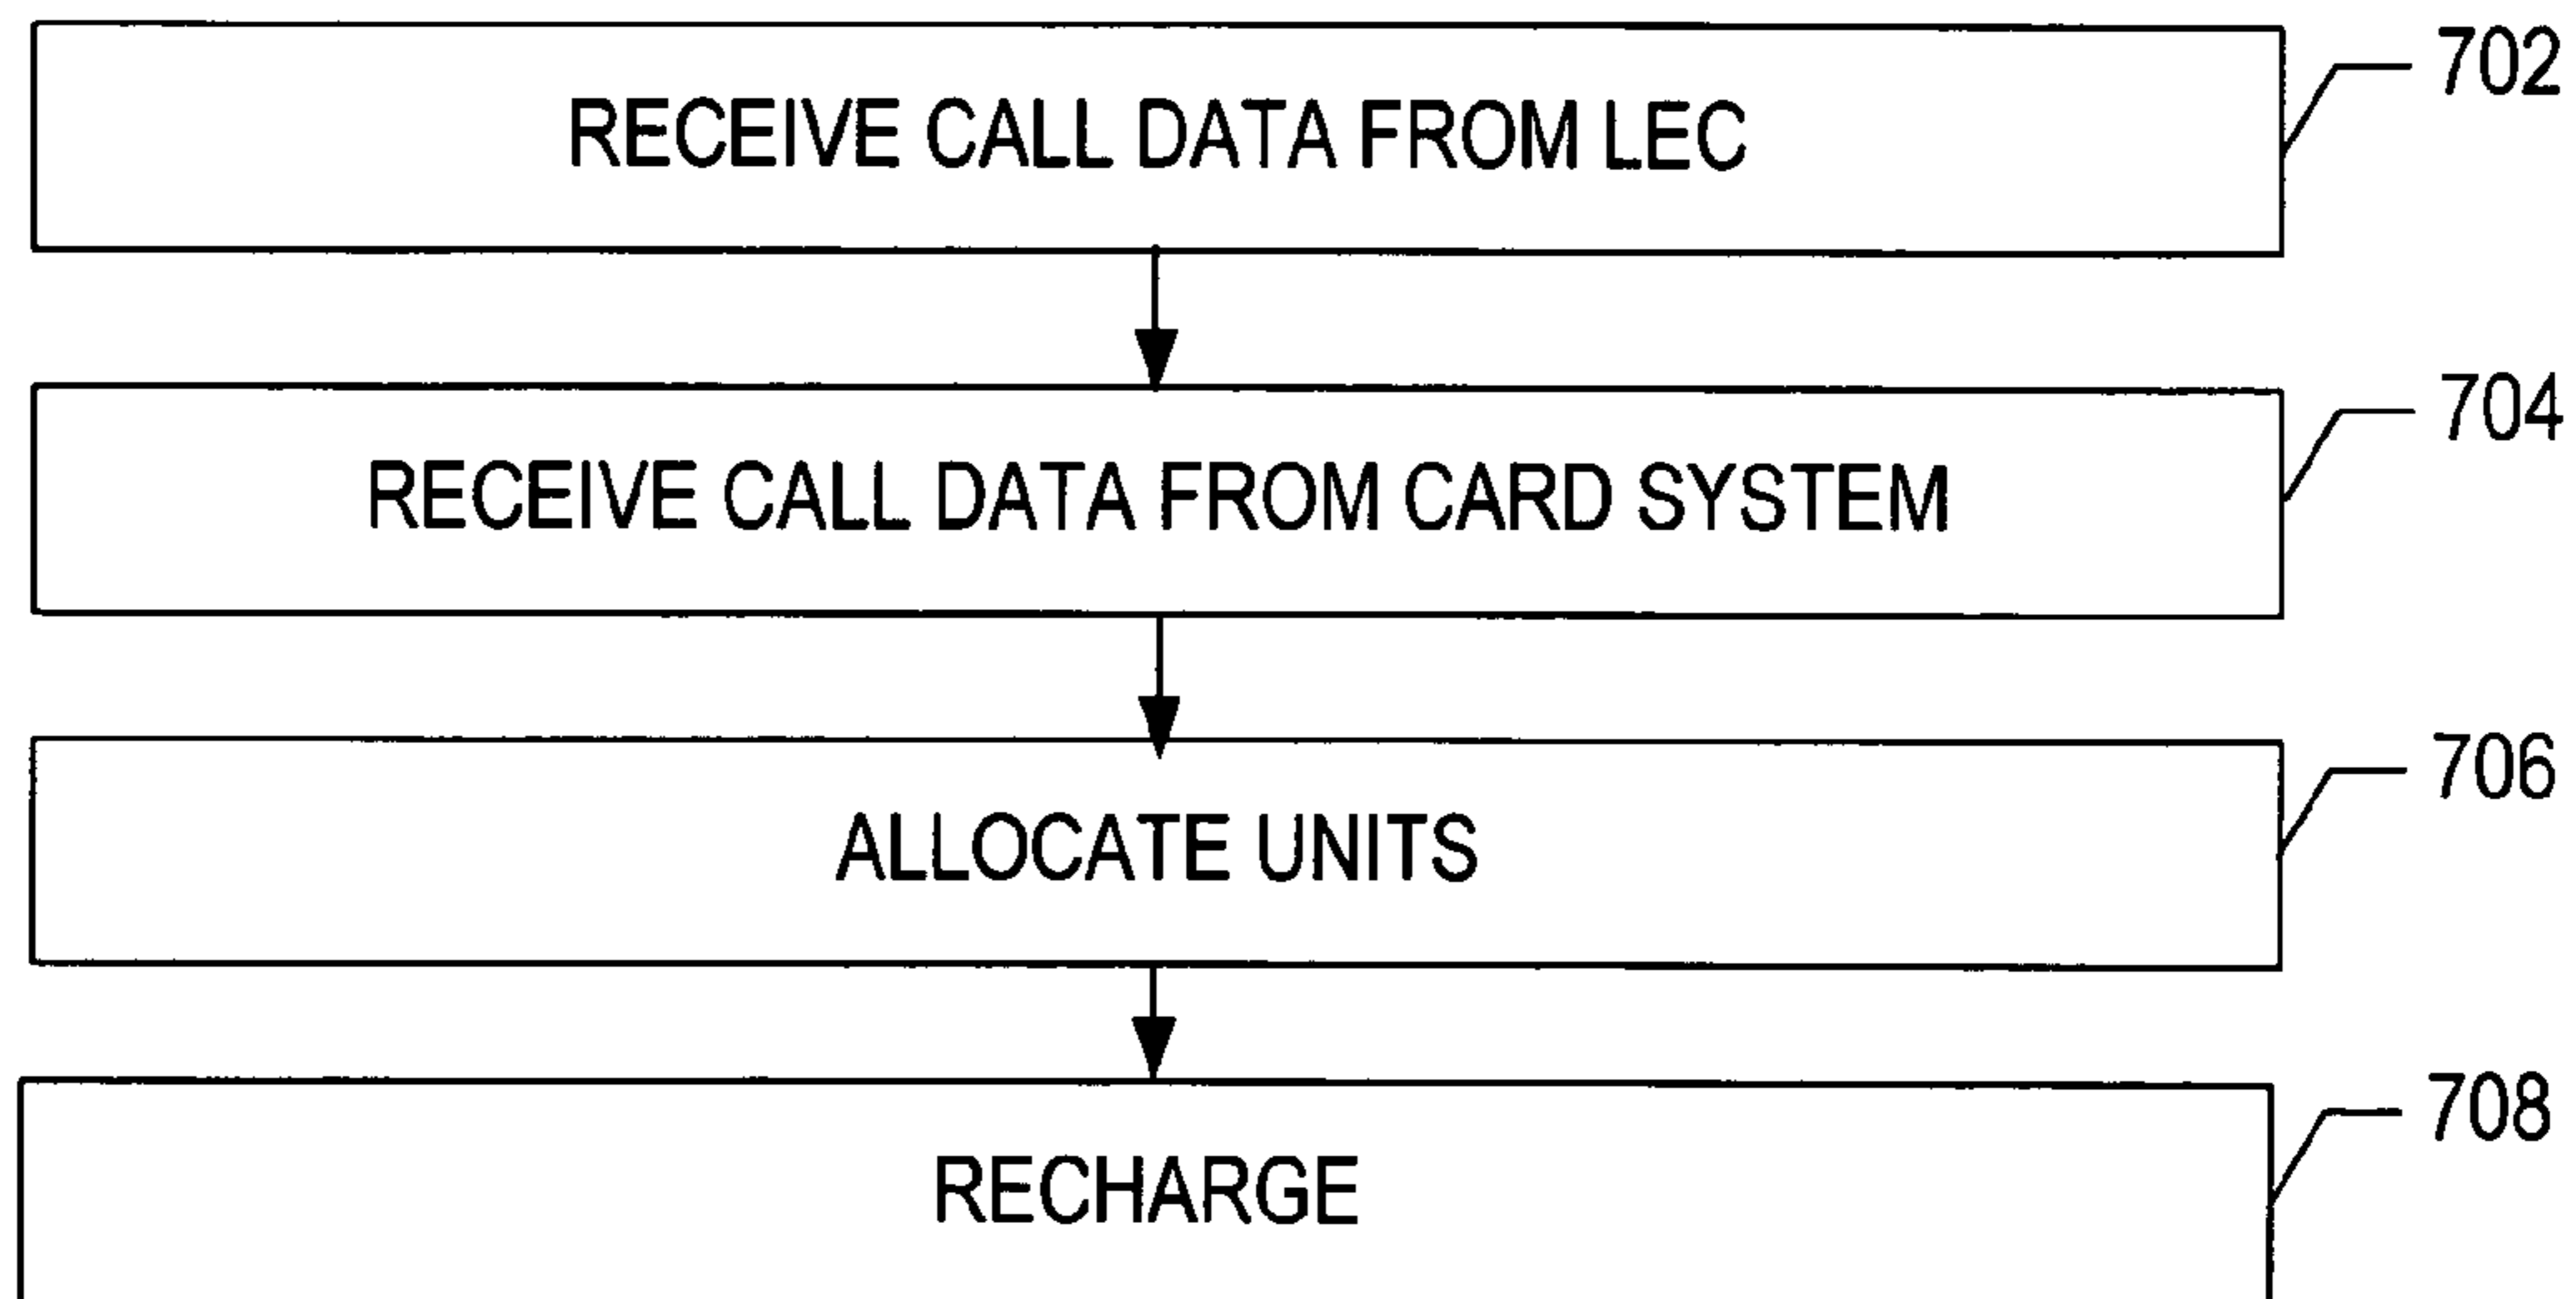 RECEIVE CALL DATA FROM LEC
702
RECEIVE CALL DATA FROM CARD SYSTEM
704
ALLOCATE UNITS
706
RECHARGE
708